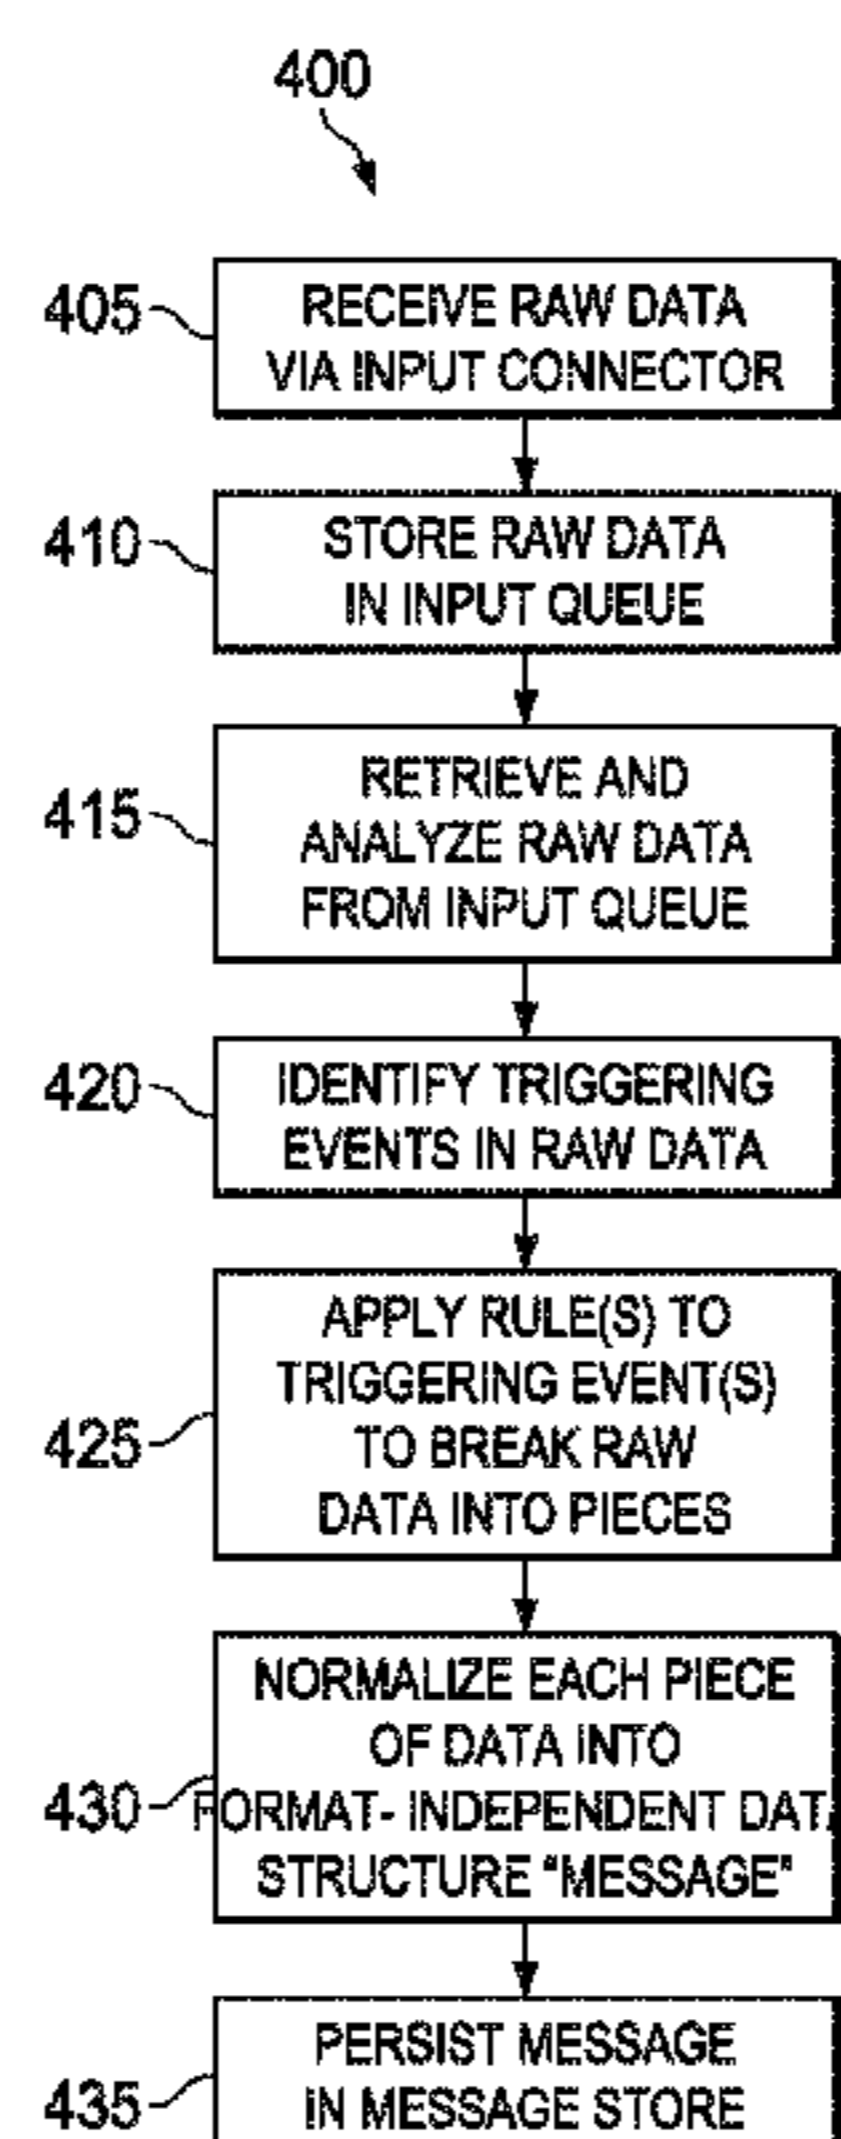 400
405
RECEIVE RAW DATA
VIA INPUT CONNECTOR
410
STORE RAW DATA
IN INPUT QUEUE
415
RETRIEVE AND
ANALYZE RAW DATA
FROM INPUT QUEUE
420
IDENTIFY TRIGGERING
EVENTS IN RAW DATA
425
APPLY RULE(S) TO
TRIGGERING EVENT(S)
TO BREAK RAW
DATA INTO PIECES
430
NORMALIZE EACH PIECE
OF DATA INTO
FORMAT- INDEPENDENT DATA
STRUCTURE "MESSAGE"
435
PERSIST MESSAGE
IN MESSAGE STORE